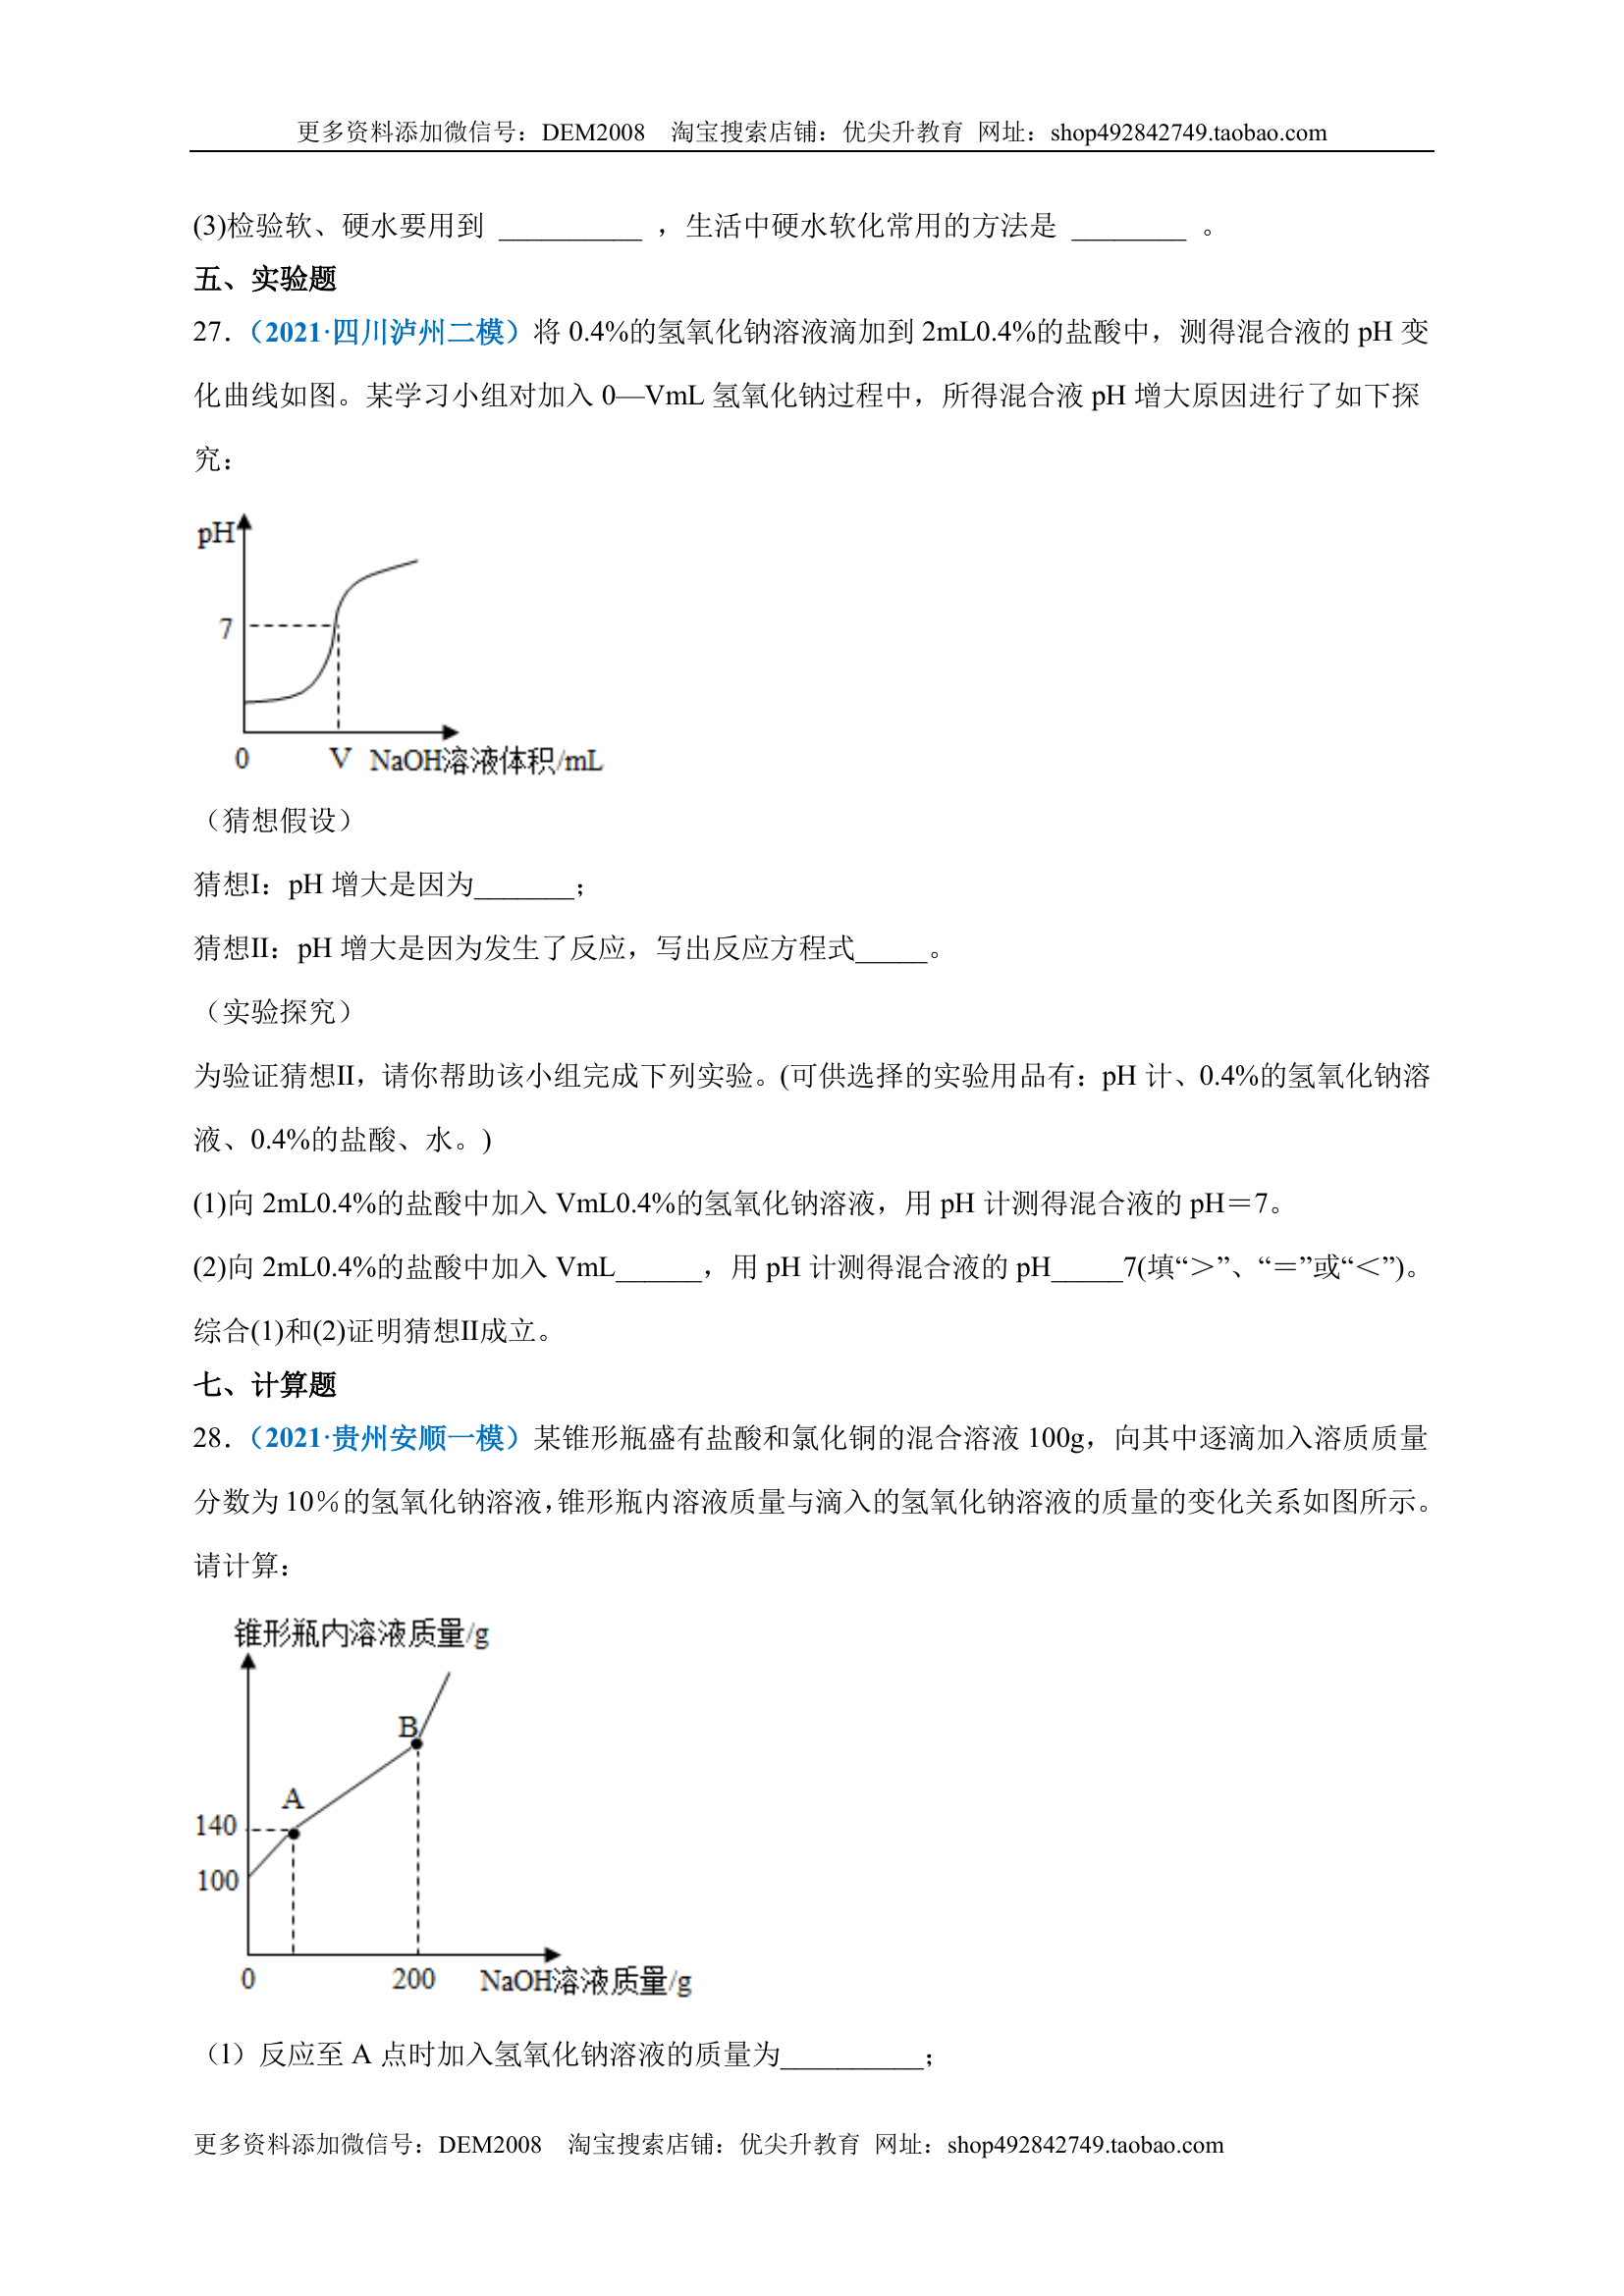 更多资料添加微信号：DEM2008 淘宝搜索店铺：优尖升教育 网址：shop492842749.taobao.com
(3)检验软、硬水要用到 __________ ，生活中硬水软化常用的方法是 ________ 。
五、实验题
27．（2021·四川泸州二模）将 0.4%的氢氧化钠溶液滴加到 2mL0.4%的盐酸中，测得混合液的 pH 变
化曲线如图。某学习小组对加入 0—VmL 氢氧化钠过程中，所得混合液 pH 增大原因进行了如下探
究：
pH
7
0 V NaOH溶液体积/mL
（猜想假设）
猜想Ⅰ：pH 增大是因为_______；
猜想Ⅱ：pH 增大是因为发生了反应，写出反应方程式_____。
（实验探究）
为验证猜想Ⅱ，请你帮助该小组完成下列实验。(可供选择的实验用品有：pH 计、0.4%的氢氧化钠溶
液、0.4%的盐酸、水。)
(1)向 2mL0.4%的盐酸中加入 VmL0.4%的氢氧化钠溶液，用 pH 计测得混合液的 pH＝7。
(2)向 2mL0.4%的盐酸中加入 VmL______，用 pH 计测得混合液的 pH_____7(填“＞”、“＝”或“＜”)。
综合(1)和(2)证明猜想Ⅱ成立。
七、计算题
28．（2021·贵州安顺一模）某锥形瓶盛有盐酸和氯化铜的混合溶液 100g，向其中逐滴加入溶质质量
分数为 10％的氢氧化钠溶液，锥形瓶内溶液质量与滴入的氢氧化钠溶液的质量的变化关系如图所示。
请计算：
锥形瓶内溶液质量/g
B
A
140
100
0 200 NaOH溶液质量/g
（l）反应至 A 点时加入氢氧化钠溶液的质量为__________；
更多资料添加微信号：DEM2008 淘宝搜索店铺：优尖升教育 网址：shop492842749.taobao.com